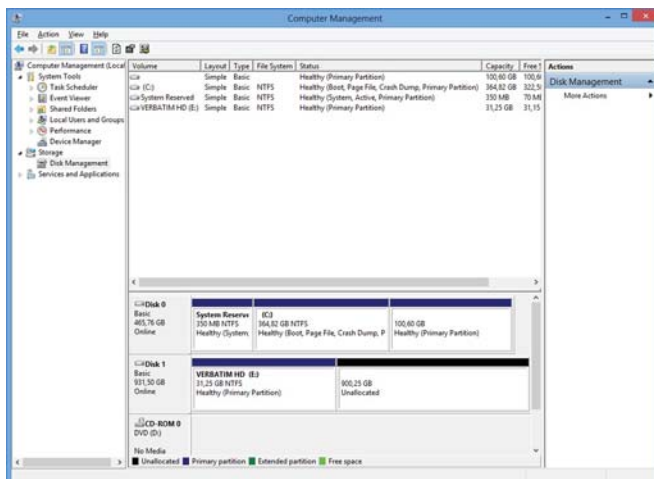 Computer Management
File Action View Help
Computer Management (Local
System Tools
Task Scheduler
Event Viewer
Shared Folders
Local Users and Groups
Performance
Device Manager
Storage
Disk Management
Services and Applications
Volume Layout Type File System Status Capacity Free
Simple Basic Healthy (Primary Partition) 100,60 GB 100,6
(C:) Simple Basic NTFS Healthy (Boot, Page File, Crash Dump, Primary Partition) 364,82 GB 322,5
System Reserved Simple Basic NTFS Healthy (System, Active, Primary Partition) 350 MB 70 M
VERBATIM HD (E:) Simple Basic NTFS Healthy (Primary Partition) 31,25 GB 31,15
Actions
Disk Management
More Actions
Disk 0
Basic
465,76 GB
Online
System Reserve
350 MB NTFS
Healthy (System,
(C:)
364,82 GB NTFS
Healthy (Boot, Page File, Crash Dump, P
100,60 GB
Healthy (Primary Partition)
Disk 1
Basic
931,50 GB
Online
VERBATIM HD (E:)
31,25 GB NTFS
Healthy (Primary Partition)
900,25 GB
Unallocated
CD-ROM 0
DVD (D:)
No Media
Unallocated Primary partition Extended partition Free space